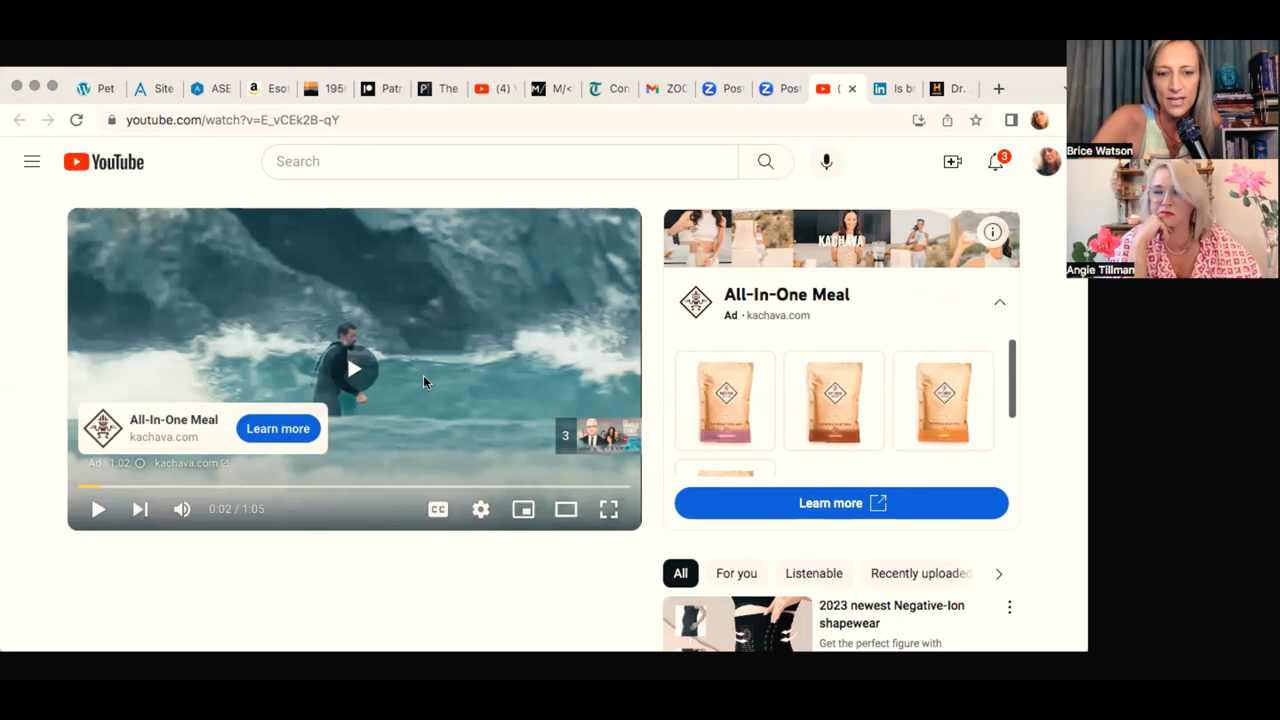 Pet
Site
ASE
Esot
195
Patr
The
(4)
M/<
Con
ZOO
Post
Post
(
Is br
Dr.
youtube.com/watch?v=E_vCEk2B-qY
YouTube
Search
3
Brice Watson
Angie Tillman
KACHAVA
All-In-One Meal
Ad · kachava.com
All-In-One Meal
kachava.com
Learn more
3
Ad 1:02 kachava.com
0:02 / 1:05
CC
Learn more
All
For you
Listenable
Recently uploaded
2023 newest Negative-Ion
shapewear
Get the perfect figure with